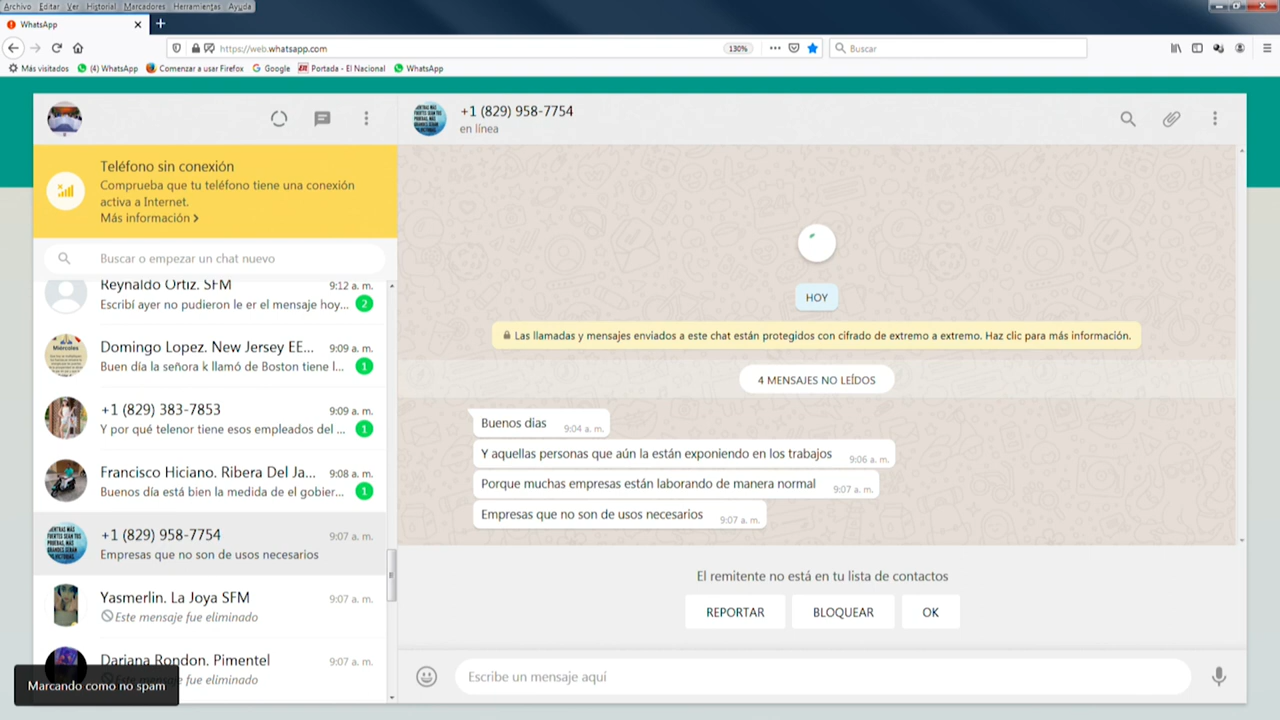 Archivo Editar Ver Historial Marcadores Herramientas Ayuda
WhatsApp
https://web.whatsapp.com
130%
Buscar
Más visitados
(4) WhatsApp
Comenzar a usar Firefox
Google
Portada - El Nacional
WhatsApp
+1 (829) 958-7754
en línea
Teléfono sin conexión
Comprueba que tu teléfono tiene una conexión
activa a Internet.
Más información
Buscar o empezar un chat nuevo
Reynaldo Ortiz. SFM
9:12 a. m.
Escribí ayer no pudieron le er el mensaje hoy...
2
Domingo Lopez. New Jersey EE...
9:09 a. m.
Buen día la señora k llamó de Boston tiene l...
1
+1 (829) 383-7853
9:09 a. m.
Y por qué telenor tiene esos empleados del ...
1
Francisco Hiciano. Ribera Del Ja...
9:08 a. m.
Buenos día está bien la medida de el gobier...
1
+1 (829) 958-7754
9:07 a. m.
Empresas que no son de usos necesarios
Yasmerlin. La Joya SFM
9:07 a. m.
Este mensaje fue eliminado
Dariana Rondon. Pimentel
9:07 a. m.
Este mensaje fue eliminado
Marcando como no spam
HOY
Las llamadas y mensajes enviados a este chat están protegidos con cifrado de extremo a extremo. Haz clic para más información.
4 MENSAJES NO LEÍDOS
Buenos dias
9:04 a. m.
Y aquellas personas que aún la están exponiendo en los trabajos
9:06 a. m.
Porque muchas empresas están laborando de manera normal
9:07 a. m.
Empresas que no son de usos necesarios
9:07 a. m.
El remitente no está en tu lista de contactos
REPORTAR
BLOQUEAR
OK
Escribe un mensaje aquí